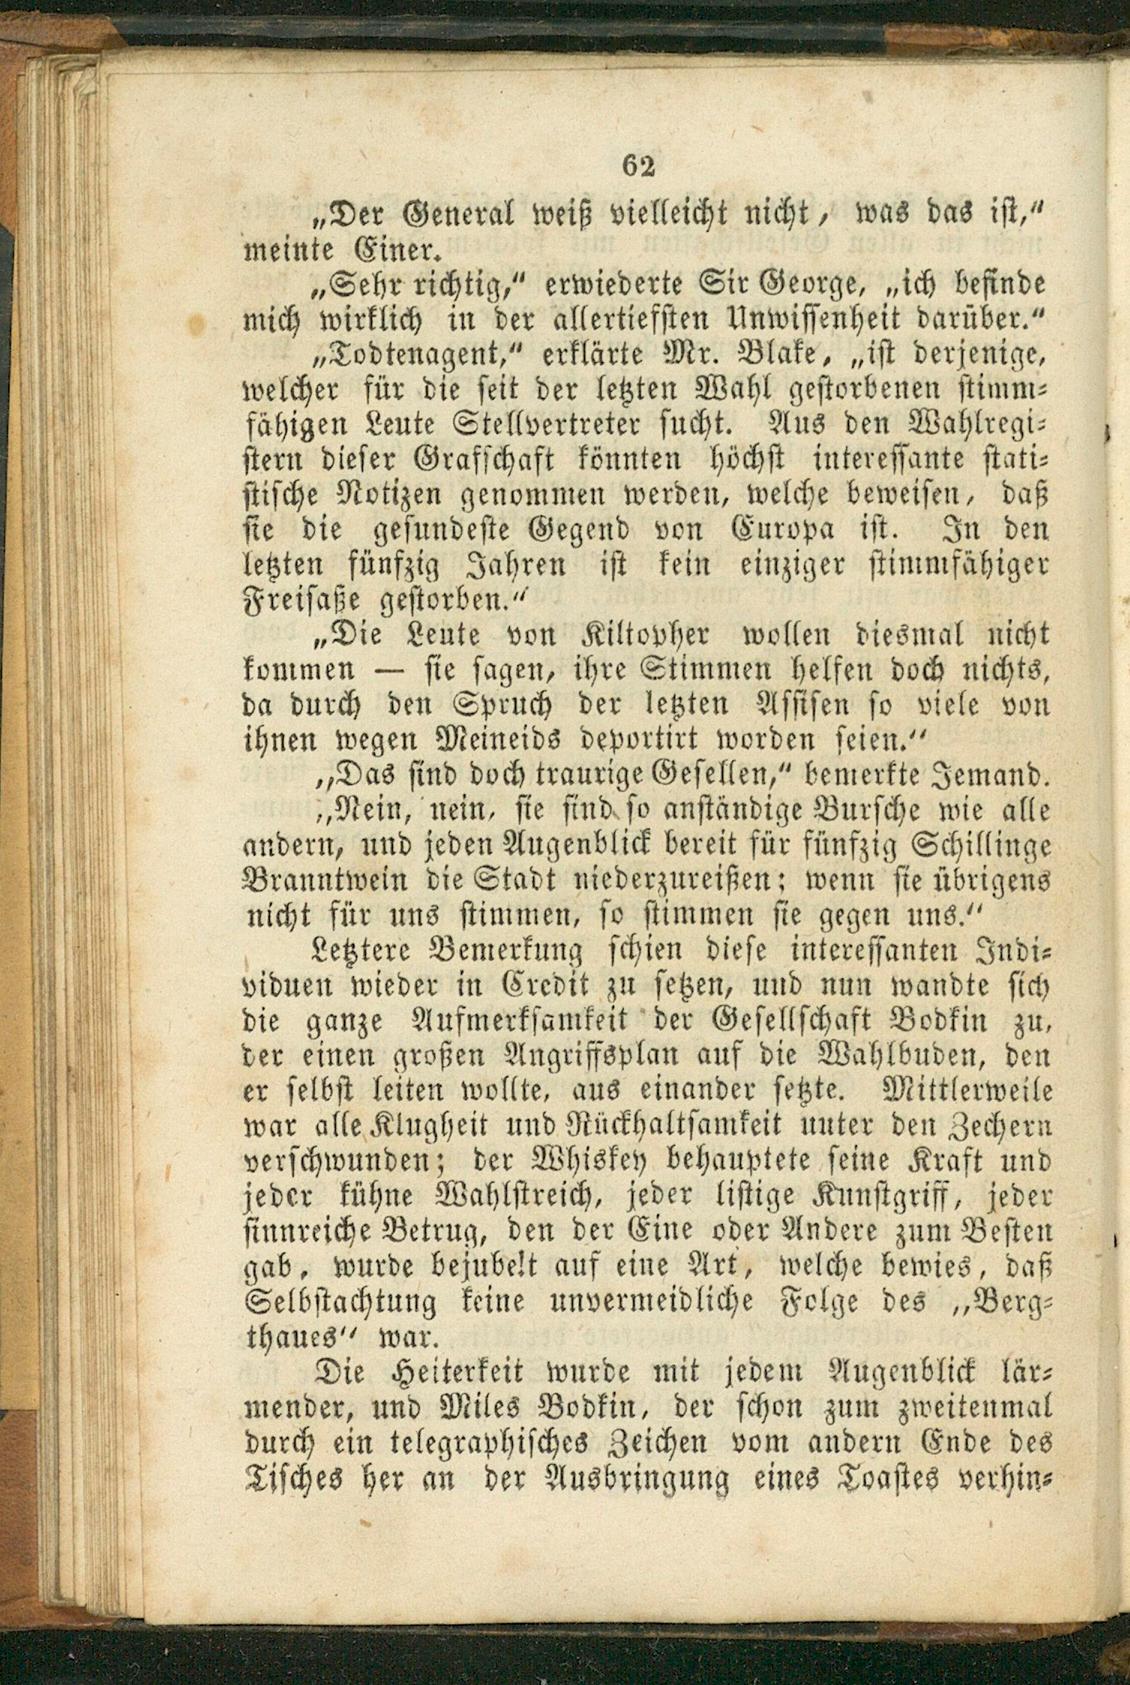 62
„Der General weiß vielleicht nicht, was das ist,“
meinte Einer.
„Sehr richtig,“ erwiederte Sir George, „ich befinde
mich wirklich in der allertiefsten Unwissenheit darüber.“
„Todtenagent,“ erklärte Mr. Blake, „ist derjenige,
welcher für die seit der letzten Wahl gestorbenen stimm-
fähigen Leute Stellvertreter sucht. Aus den Wahlregi-
stern dieser Grafschaft könnten höchst interessante stati-
stische Notizen genommen werden, welche beweisen, daß
sie die gesundeste Gegend von Europa ist. In den
letzten fünfzig Jahren ist kein einziger stimmfähiger
Freisaße gestorben.“
„Die Leute von Kiltopher wollen diesmal nicht
kommen — sie sagen, ihre Stimmen helfen doch nichts,
da durch den Spruch der letzten Assisen so viele von
ihnen wegen Meineids deportirt worden seien.“
„Das sind doch traurige Gesellen,“ bemerkte Jemand.
„Nein, nein, sie sind so anständige Bursche wie alle
andern, und jeden Augenblick bereit für fünfzig Schillinge
Branntwein die Stadt niederzureißen; wenn sie übrigens
nicht für uns stimmen, so stimmen sie gegen uns.“
Letztere Bemerkung schien diese interessanten Indi-
viduen wieder in Credit zu setzen, und nun wandte sich
die ganze Aufmerksamkeit der Gesellschaft Bodkin zu,
der einen großen Angriffsplan auf die Wahlbuden, den
er selbst leiten wollte, aus einander setzte. Mittlerweile
war alle Klugheit und Rückhaltsamkeit unter den Zechern
verschwunden; der Whiskey behauptete seine Kraft und
jeder kühne Wahlstreich, jeder listige Kunstgriff, jeder
sinnreiche Betrug, den der Eine oder Andere zum Besten
gab, wurde bejubelt auf eine Art, welche bewies, daß
Selbstachtung keine unvermeidliche Folge des „Berg-
thaues“ war.
Die Heiterkeit wurde mit jedem Augenblick lär-
mender, und Miles Bodkin, der schon zum zweitenmal
durch ein telegraphisches Zeichen vom andern Ende des
Tisches her an der Ausbringung eines Toastes verhin-